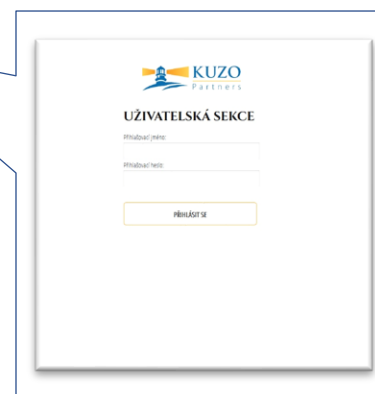 KUZO
Partners
UŽIVATELSKÁ SEKCE
Přihlašovací jméno:
Přihlašovací heslo:
PŘIHLÁSIT SE